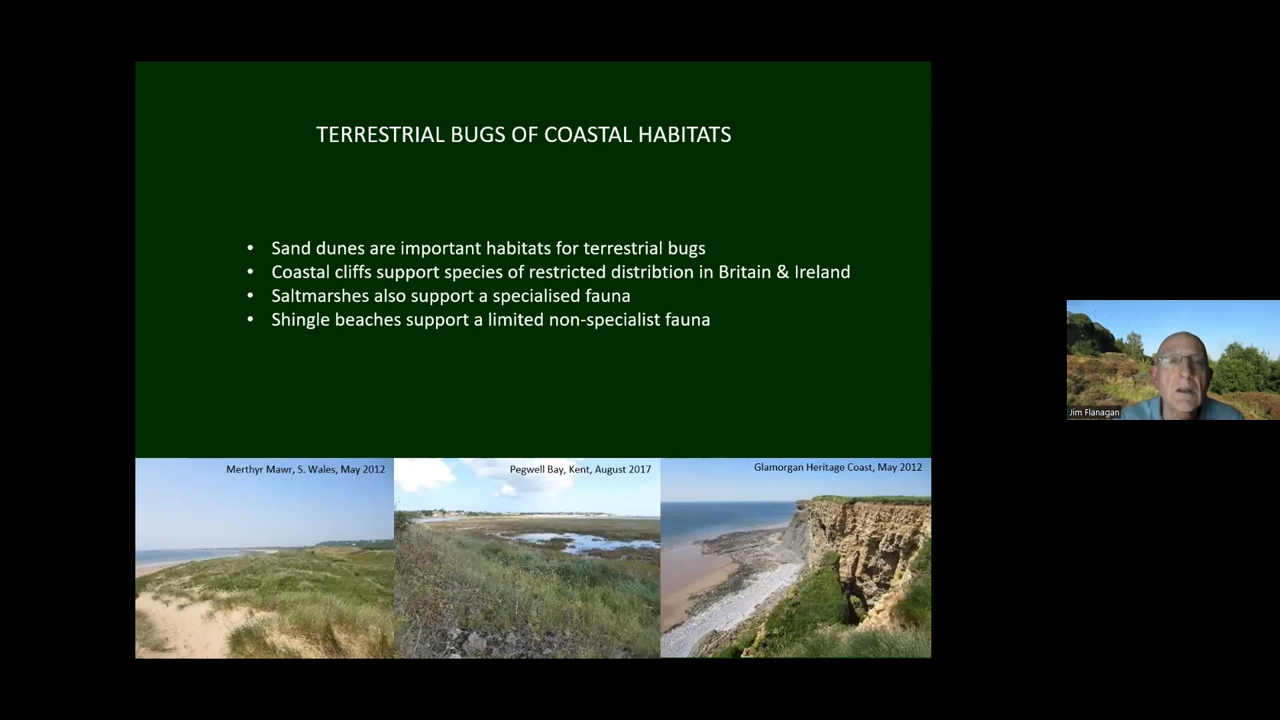 TERRESTRIAL BUGS OF COASTAL HABITATS
• Sand dunes are important habitats for terrestrial bugs
• Coastal cliffs support species of restricted distribtion in Britain & Ireland
• Saltmarshes also support a specialised fauna
• Shingle beaches support a limited non-specialist fauna
Merthyr Mawr, S. Wales, May 2012
Pegwell Bay, Kent, August 2017
Glamorgan Heritage Coast, May 2012
Jim Flanagan